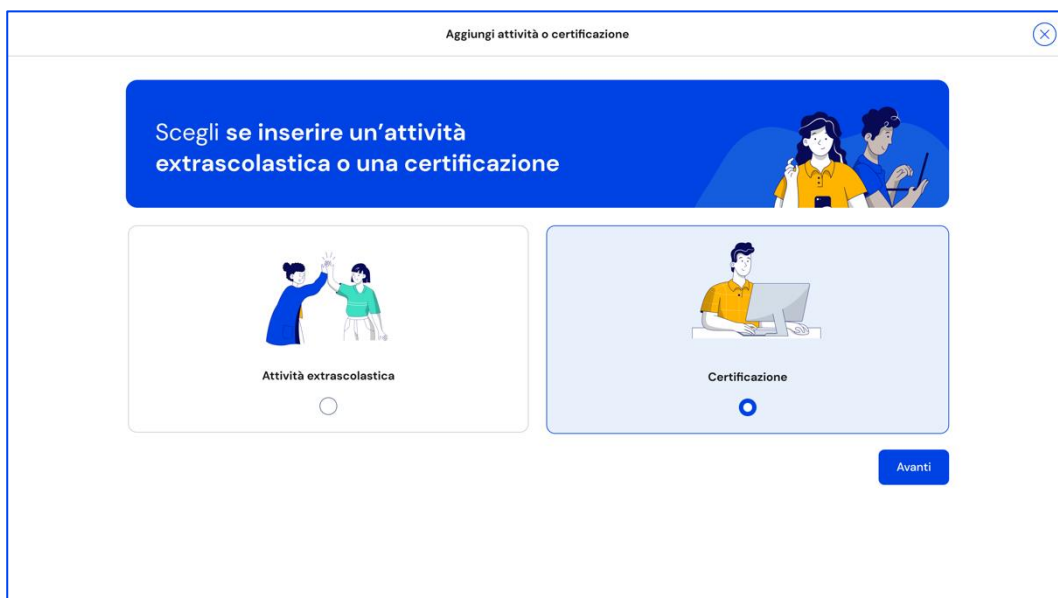 Aggiungi attività o certificazione
Scegli se inserire un'attività
extrascolastica o una certificazione
Attività extrascolastica
Certificazione
Avanti